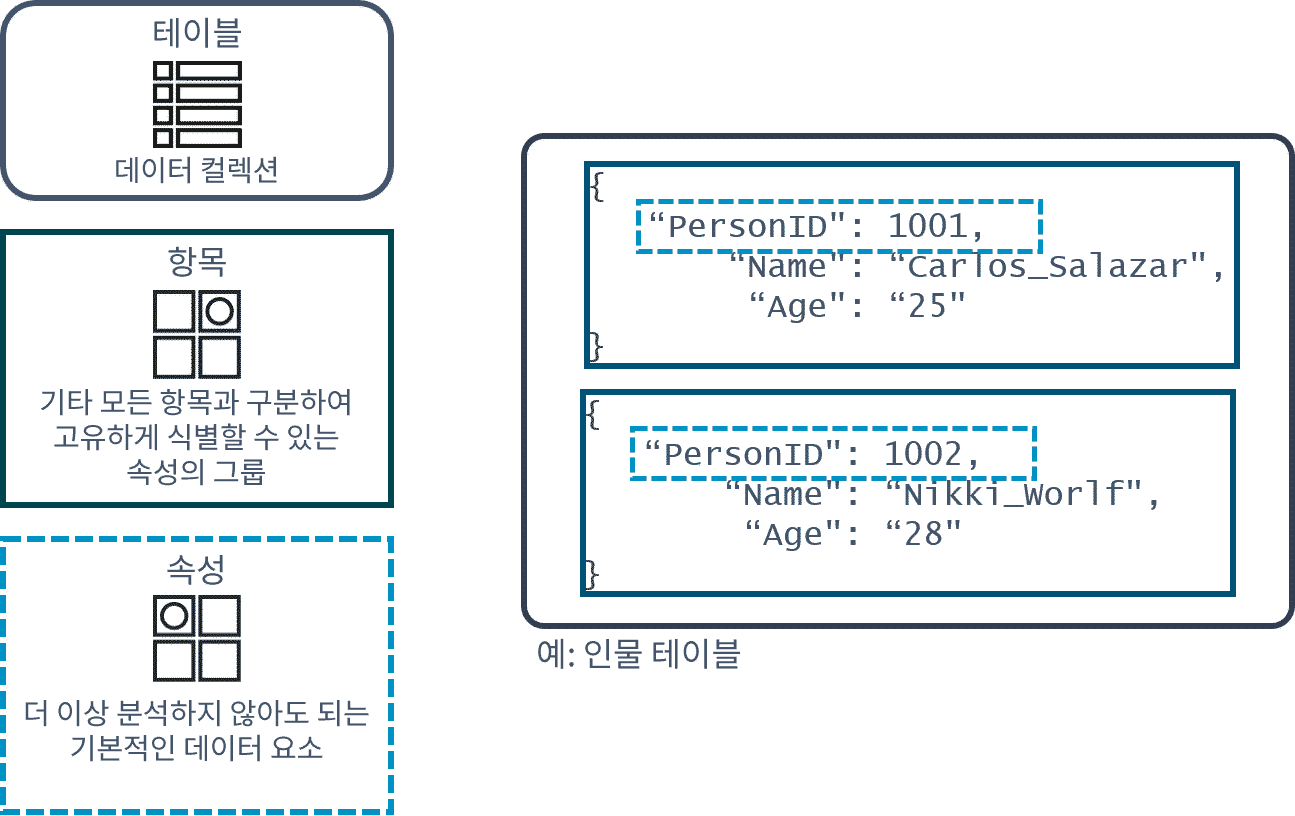 테이블
데이터 컬렉션
항목
기타 모든 항목과 구분하여
고유하게 식별할 수 있는
속성의 그룹
속성
더 이상 분석하지 않아도 되는
기본적인 데이터 요소
{
“PersonID": 1001,
“Name": “Carlos_Salazar",
“Age": “25"
}
{
“PersonID": 1002,
“Name": “Nikki_Worlf",
“Age": “28"
}
예: 인물 테이블